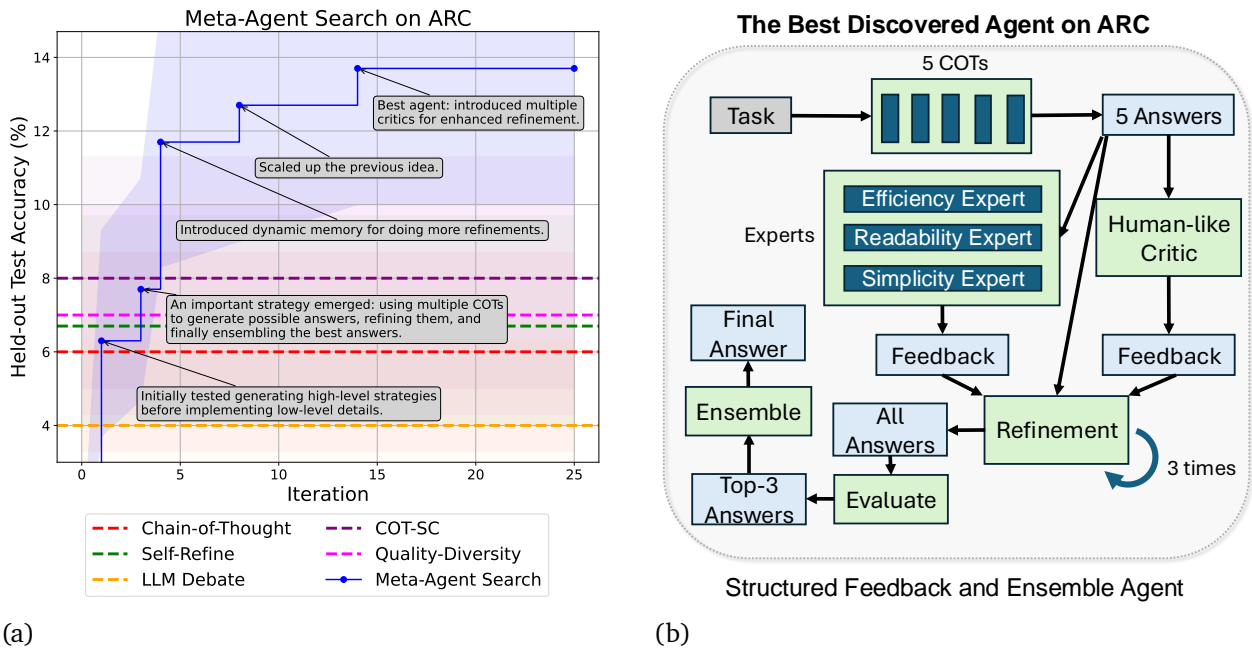 Meta-Agent Search on ARC
Held-out Test Accuracy (%)
14
12
10
8
6
4
Best agent: introduced multiple
critics for enhanced refinement.
Scaled up the previous idea.
Introduced dynamic memory for doing more refinements.
An important strategy emerged: using multiple COTs
to generate possible answers, refining them, and
finally ensembling the best answers.
Initially tested generating high-level strategies
before implementing low-level details.
0
5
10
15
20
25
Iteration
Chain-of-Thought
Self-Refine
LLM Debate
COT-SC
Quality-Diversity
Meta-Agent Search
(a)
The Best Discovered Agent on ARC
5 COTs
Task
5 Answers
Experts
Efficiency Expert
Readability Expert
Simplicity Expert
Human-like
Critic
Feedback
Feedback
Refinement
3 times
All
Answers
Evaluate
Top-3
Answers
Ensemble
Final
Answer
Structured Feedback and Ensemble Agent
(b)